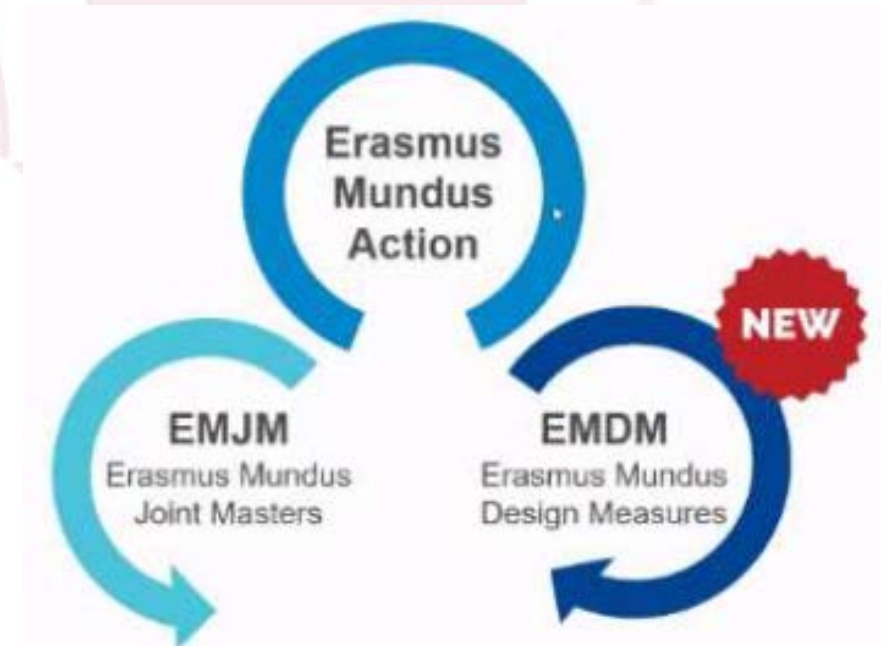 Erasmus
Mundus
Action
NEW
EMJM
Erasmus Mundus
Joint Masters
EMDM
Erasmus Mundus
Design Measures